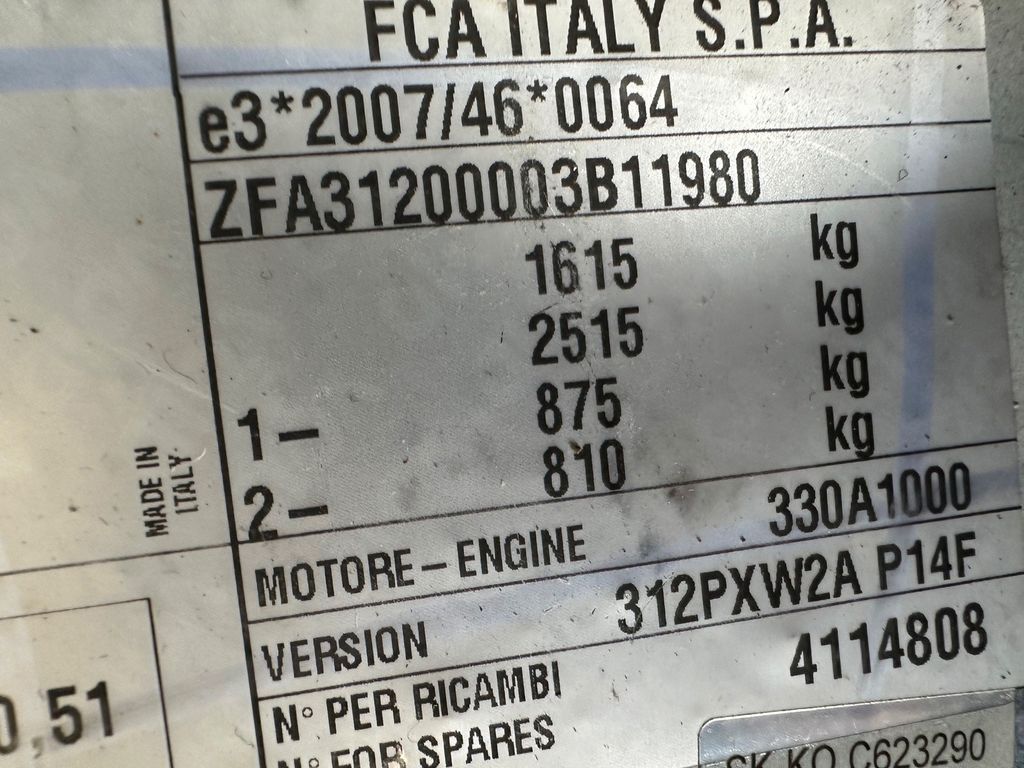 FCA ITALY S.P.A.
e3*2007/46*0064
ZFA31200003B11980
1615 kg
2515 kg
1 – 875 kg
2 – 810 kg
MADE IN
ITALY
MOTORE – ENGINE 330A1000
VERSION 312PXW2A P14F
N° PER RICAMBI 4114808
N° FOR SPARES
0,51
SK KO C623290